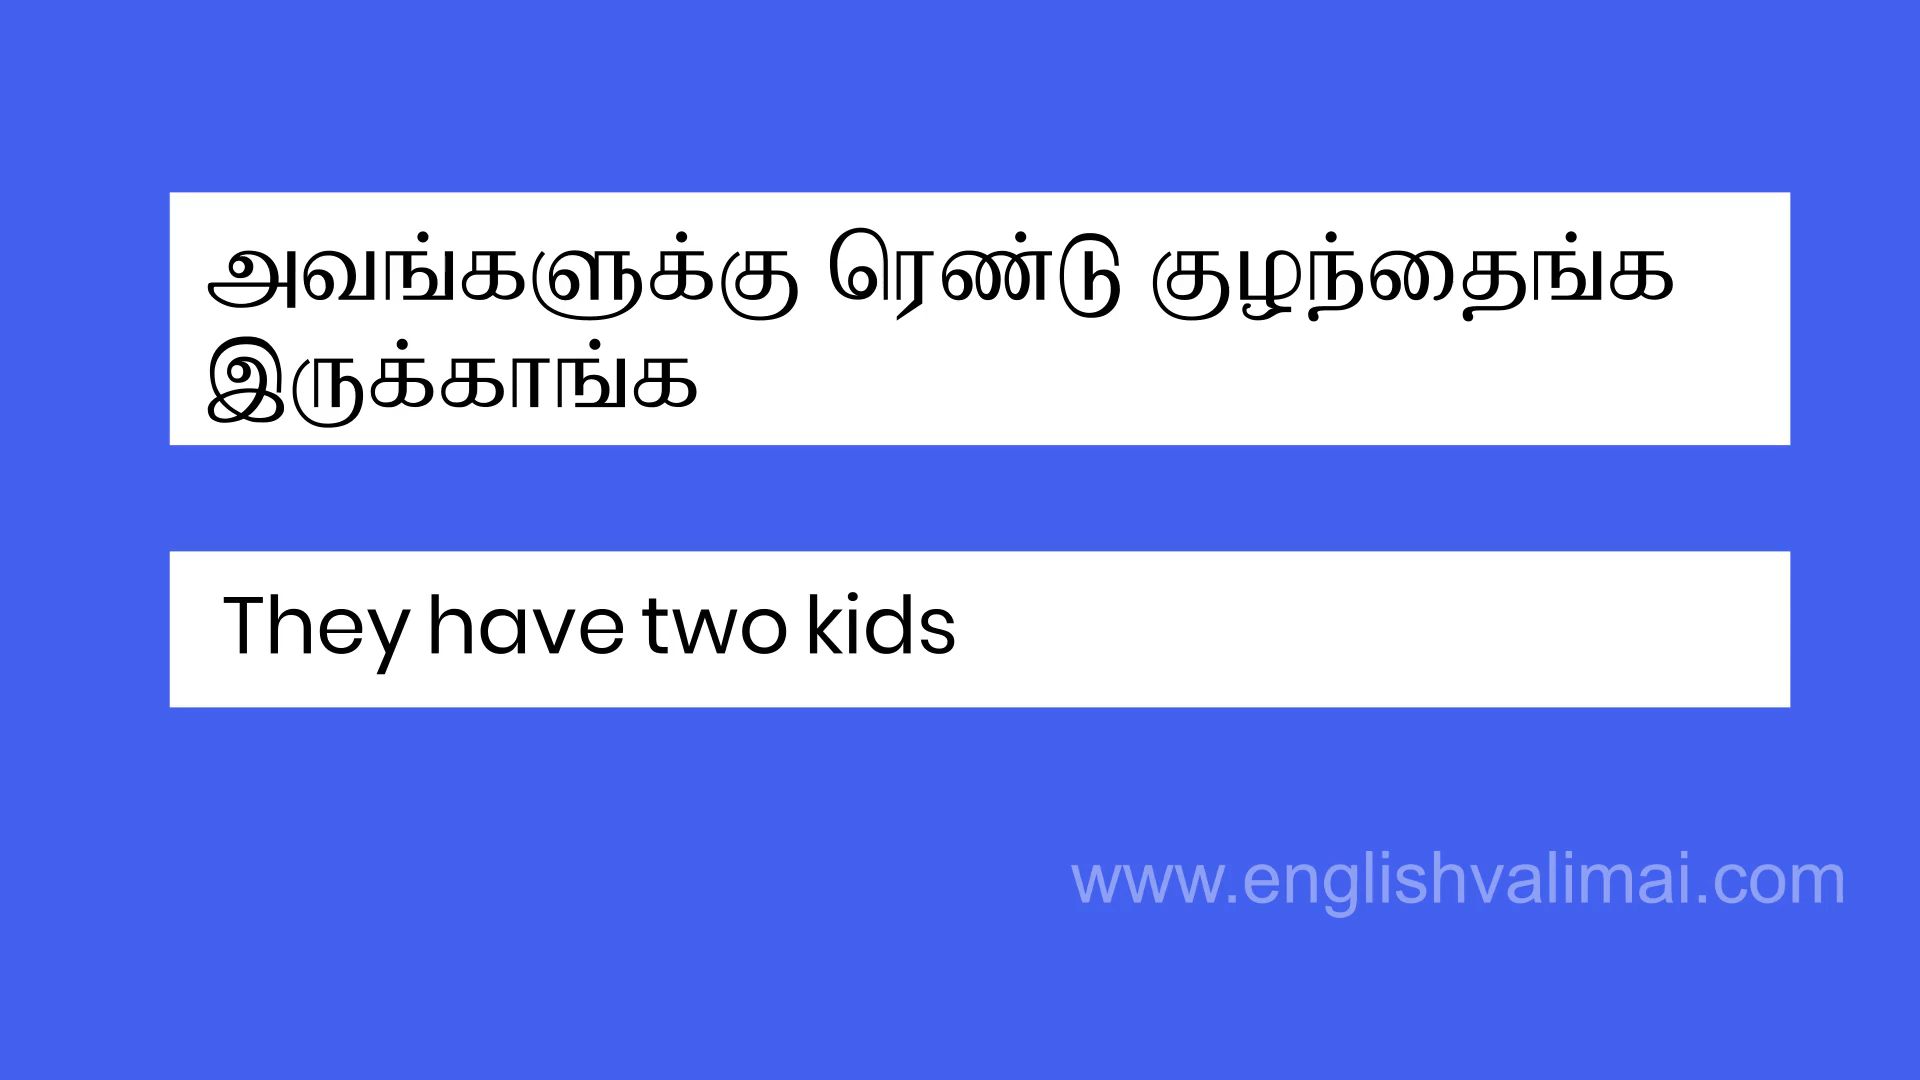 அவங்களுக்கு ரெண்டு குழந்தைங்க
இருக்காங்க
They have two kids
www.englishvalimai.com